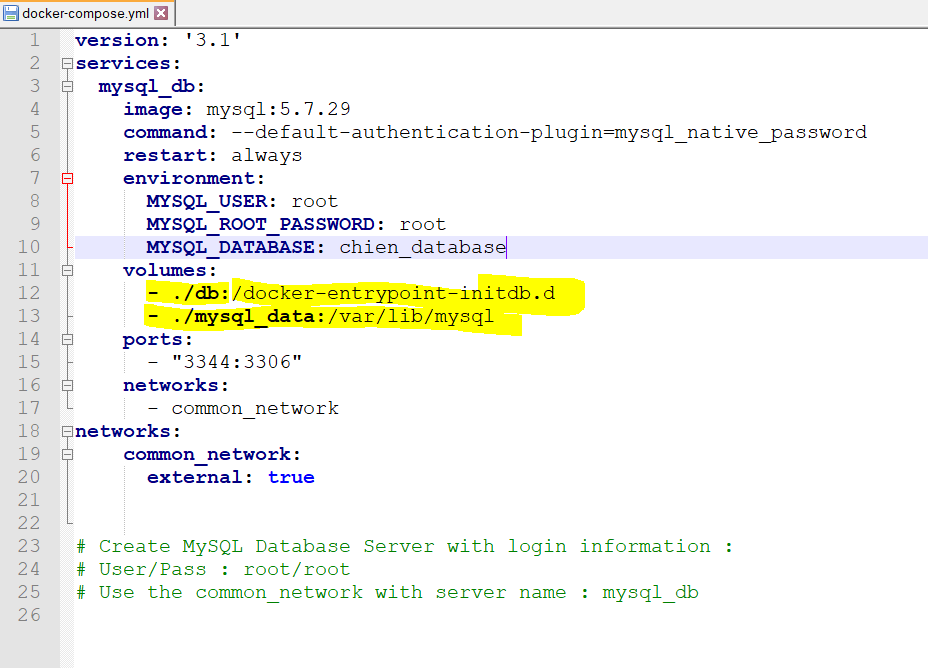 docker-compose.yml
1 version: '3.1'
2 services:
3 mysql_db:
4 image: mysql:5.7.29
5 command: --default-authentication-plugin=mysql_native_password
6 restart: always
7 environment:
8 MYSQL_USER: root
9 MYSQL_ROOT_PASSWORD: root
10 MYSQL_DATABASE: chien_database
11 volumes:
12 - ./db:/docker-entrypoint-initdb.d
13 - ./mysql_data:/var/lib/mysql
14 ports:
15 - "3344:3306"
16 networks:
17 - common_network
18 networks:
19 common_network:
20 external: true
21
22
23 # Create MySQL Database Server with login information :
24 # User/Pass : root/root
25 # Use the common_network with server name : mysql_db
26